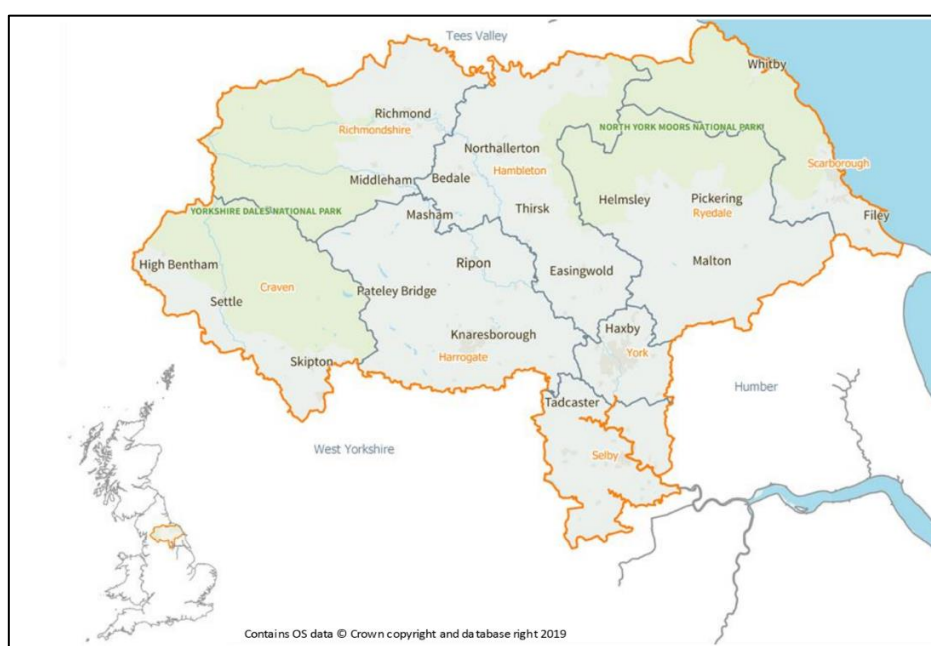 Tees Valley
Whitby
Richmond
Richmondshire
NORTH YORK MOORS NATIONAL PARK
Northallerton
Scarborough
Hambleton
Middleham
Bedale
Helmsley
Pickering
YORKSHIRE DALES NATIONAL PARK
Masham
Thirsk
Ryedale
Filey
High Bentham
Ripon
Easingwold
Malton
Craven
Pateley Bridge
Settle
Haxby
Knaresborough
Skipton
Harrogate
York
Humber
Tadcaster
West Yorkshire
Selby
Contains OS data © Crown copyright and database right 2019